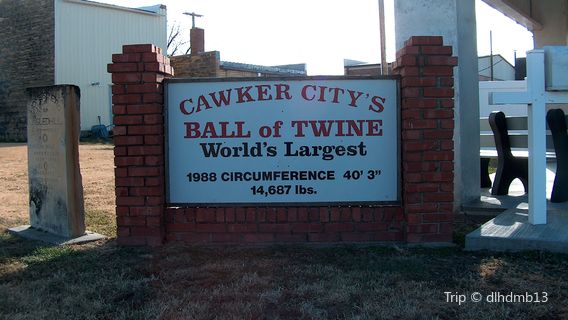 CAWKER CITY'S
BALL of TWINE
World's Largest
1988 CIRCUMFERENCE 40' 3"
14,687 lbs.
Trip © dlhdmb13